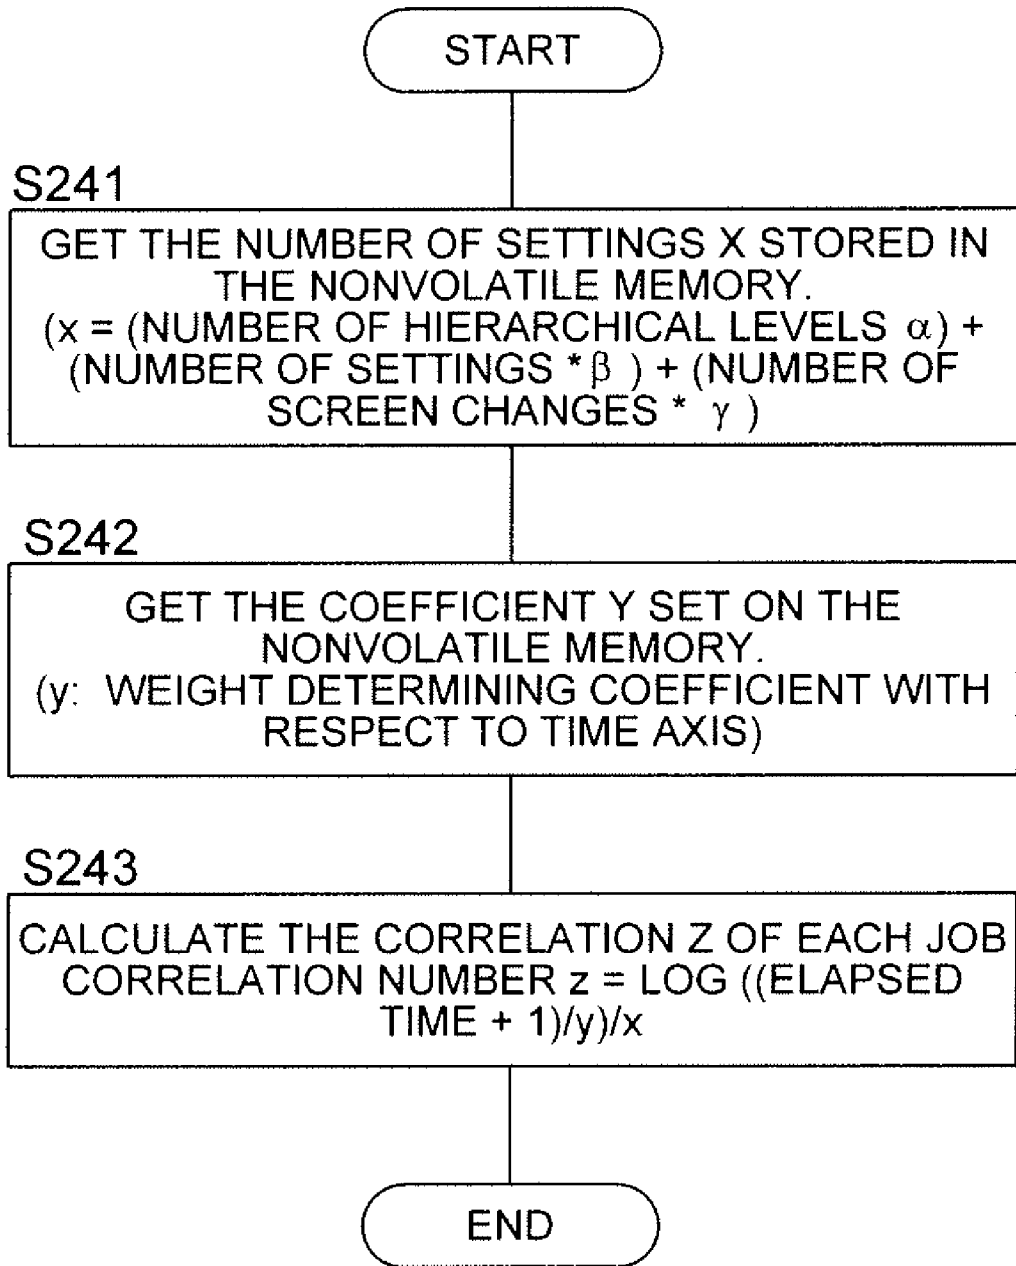 START
S241
GET THE NUMBER OF SETTINGS X STORED IN
THE NONVOLATILE MEMORY.
(x = (NUMBER OF HIERARCHICAL LEVELS α) +
(NUMBER OF SETTINGS * β ) + (NUMBER OF
SCREEN CHANGES * γ )
S242
GET THE COEFFICIENT Y SET ON THE
NONVOLATILE MEMORY.
(y: WEIGHT DETERMINING COEFFICIENT WITH
RESPECT TO TIME AXIS)
S243
CALCULATE THE CORRELATION Z OF EACH JOB
CORRELATION NUMBER z = LOG ((ELAPSED
TIME + 1)/y)/x
END